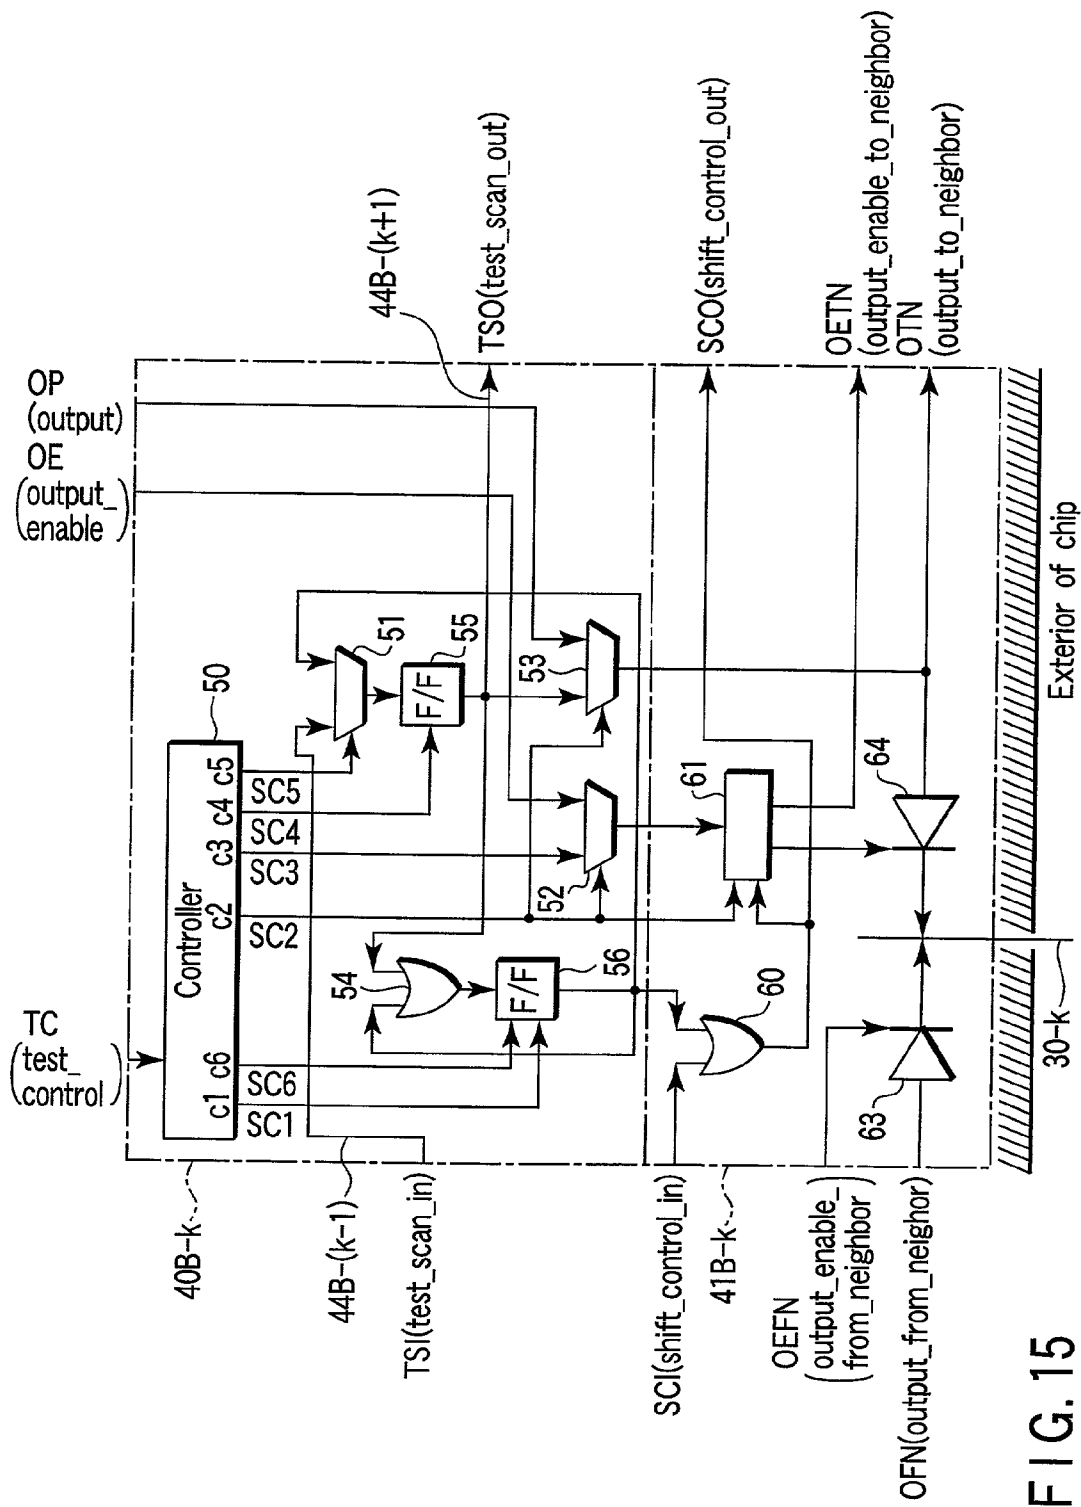 TC
(test_
control)
OE
(output_
enable)
OP
(output)
40B-k
Controller
50
c1
c6
c2
c3
c4
c5
SC1
SC6
SC2
SC3
SC4
SC5
44B-(k-1)
TSI(test_scan_in)
54
51
F/F
55
F/F
56
44B-(k+1)
TSO(test_scan_out)
52
53
SCI(shift_control_in)
60
61
SCO(shift_control_out)
41B-k
OEFN
(output_enable_
from_neighbor)
OETN
(output_enable_to_neighbor)
OFN(output_from_neighor)
63
64
OTN
(output_to_neighbor)
30-k
Exterior of chip
FIG. 15